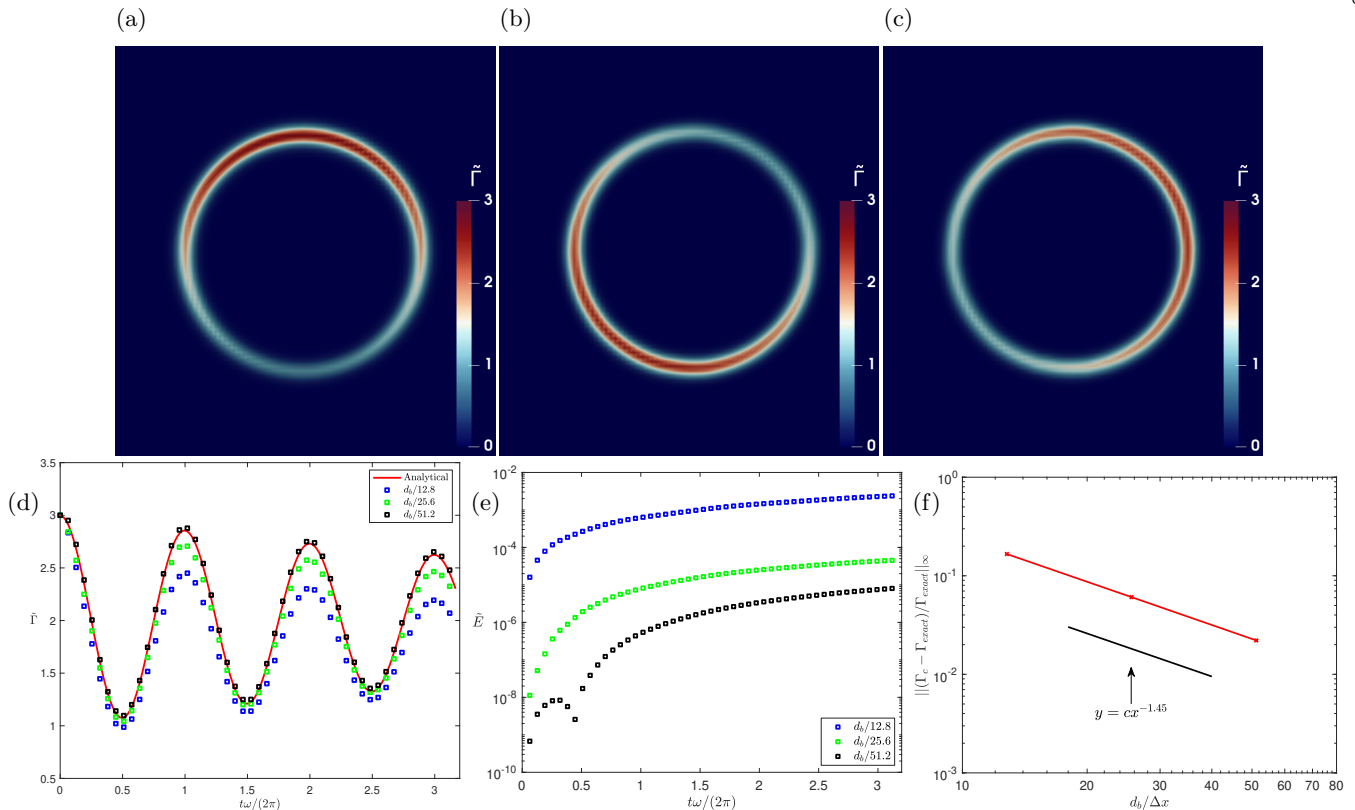 (a)
(b)
(c)
Γ̃
3
2
1
0
Γ̃
3
2
1
0
Γ̃
3
2
1
0
(d)
3.5
3
2.5
2
1.5
1
0.5
Γ̃
0
0.5
1
1.5
2
2.5
3
tω/(2π)
Analytical
d_b/12.8
d_b/25.6
d_b/51.2
(e)
10^-2
10^-4
10^-6
10^-8
10^-10
Ẽ
0
0.5
1
1.5
2
2.5
3
tω/(2π)
d_b/12.8
d_b/25.6
d_b/51.2
(f)
10^0
10^-1
10^-2
10^-3
||(Γ_c − Γ_exact)/Γ_exact||_∞
y = cx^-1.45
10
20
30
40
50
60
70
80
d_b/Δx